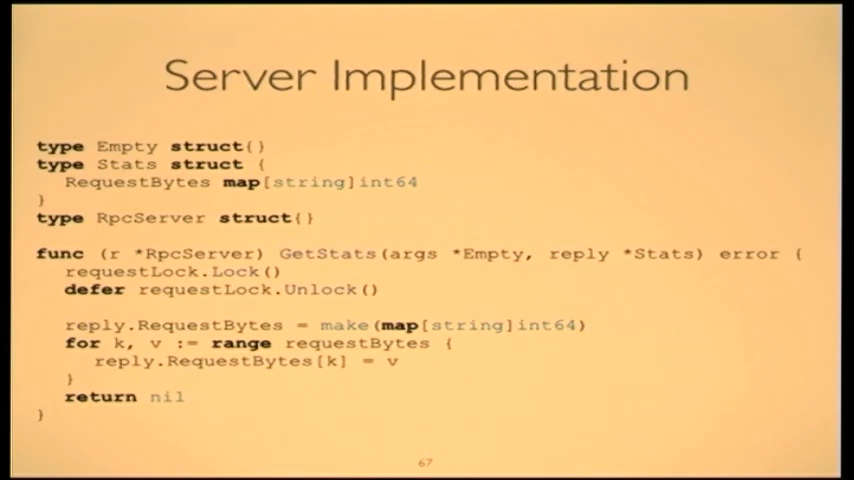 Server Implementation
type Empty struct{}
type Stats struct {
RequestBytes map[string]int64
}
type RpcServer struct{}
func (r *RpcServer) GetStats(args *Empty, reply *Stats) error {
requestLock.Lock()
defer requestLock.Unlock()
reply.RequestBytes = make(map[string]int64)
for k, v := range requestBytes {
reply.RequestBytes[k] = v
}
return nil
}
67